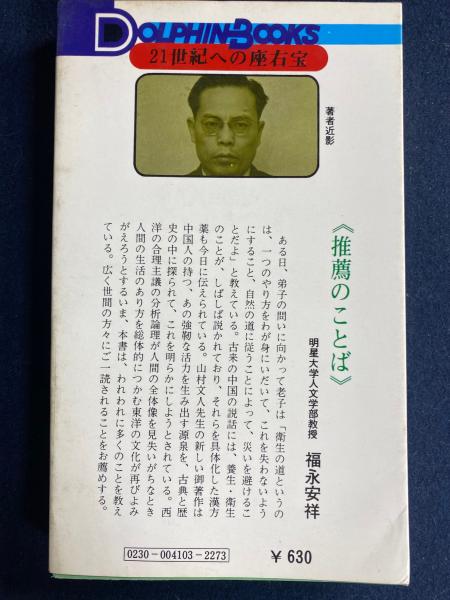 DOLPHIN-BOOKS
21世紀への座右宝
著者近影
《推薦のことば》
明星大学人文学部教授 福永安祥
ある日、弟子の問いに向かって老子は「衛生の道というの
は、一つのやり方をわが身にいだいて、これを失わないよう
にすること、自然の道に従うことによって、災いを避けるこ
とだよ」と教えている。古来の中国の説話には、養生・衛生
のことが、しばしば説かれており、それらを具体化した漢方
薬も今日に伝えられている。山村文人先生の新しい御著作は
中国人の持つ、あの強靭な活力を生み出す源泉を、古典と歴
史の中に探られて、これを明らかにしようとされている。西
洋の合理主義の分析論理が人間の全体像を見失いがちなとき
人間の生活のあり方を総体的につかむ東洋の文化が再びよみ
がえろうとするいま、本書は、われわれに多くのことを教え
ている。広く世間の方々にご一読されることをお薦めする。
0230-004103-2273
¥ 630